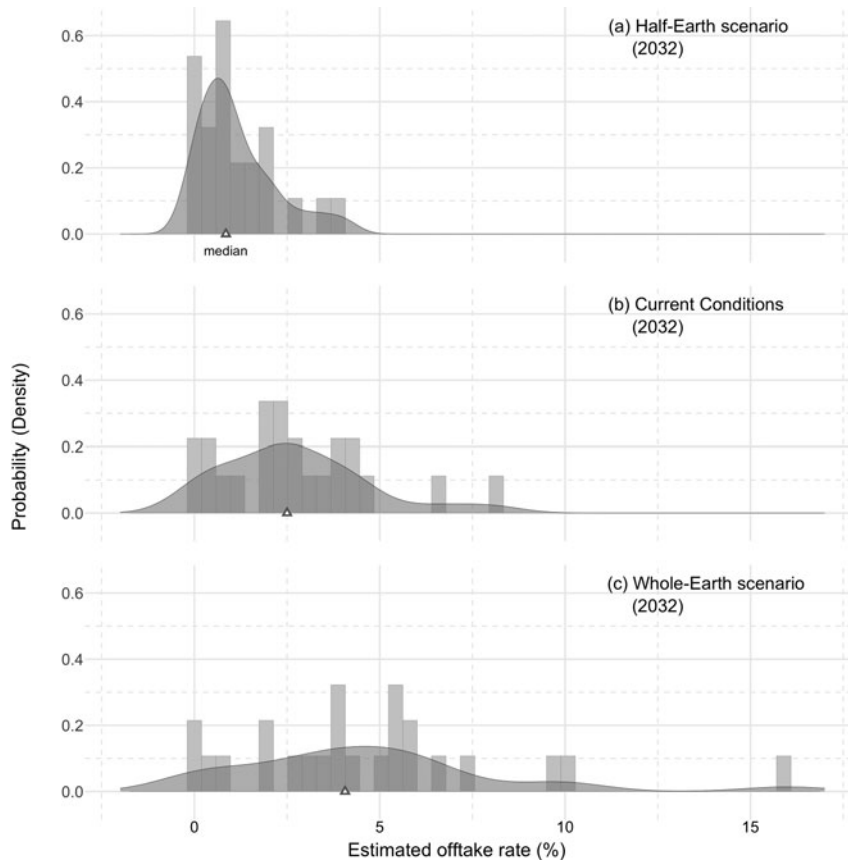 (a) Half-Earth scenario
(2032)
0.6
0.4
0.2
0.0
median
(b) Current Conditions
(2032)
0.6
0.4
0.2
0.0
Probability (Density)
(c) Whole-Earth scenario
(2032)
0.6
0.4
0.2
0.0
0 5 10 15
Estimated offtake rate (%)